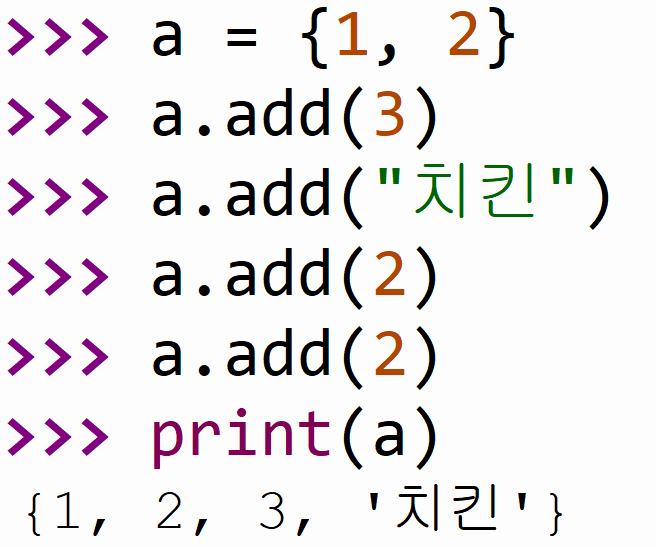 >>> a = {1, 2}
>>> a.add(3)
>>> a.add("치킨")
>>> a.add(2)
>>> a.add(2)
>>> print(a)
{1, 2, 3, '치킨'}